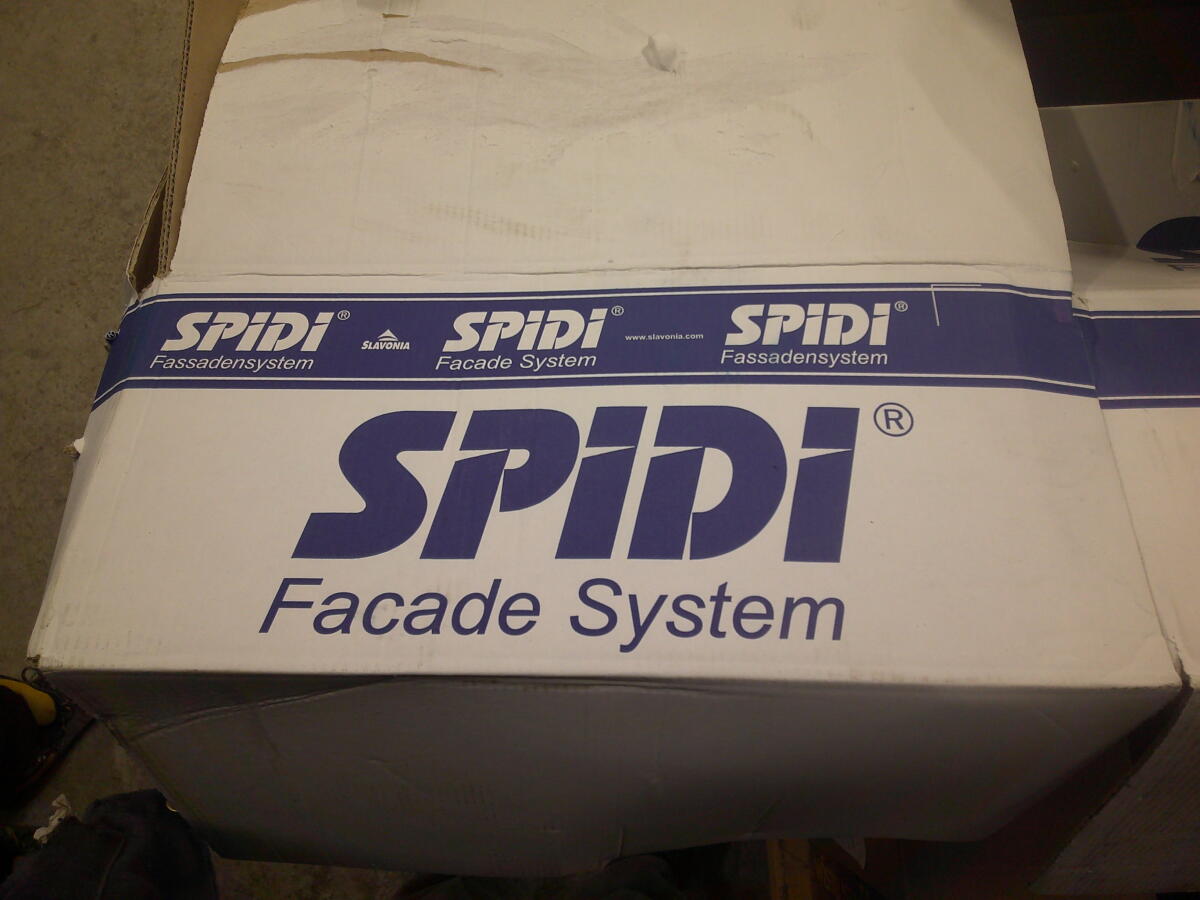 SPIDI®
Fassadensystem
SLAVONIA
SPIDI®
Facade System
www.slavonia.com
SPIDI®
Fassadensystem
SPIDI®
Facade System